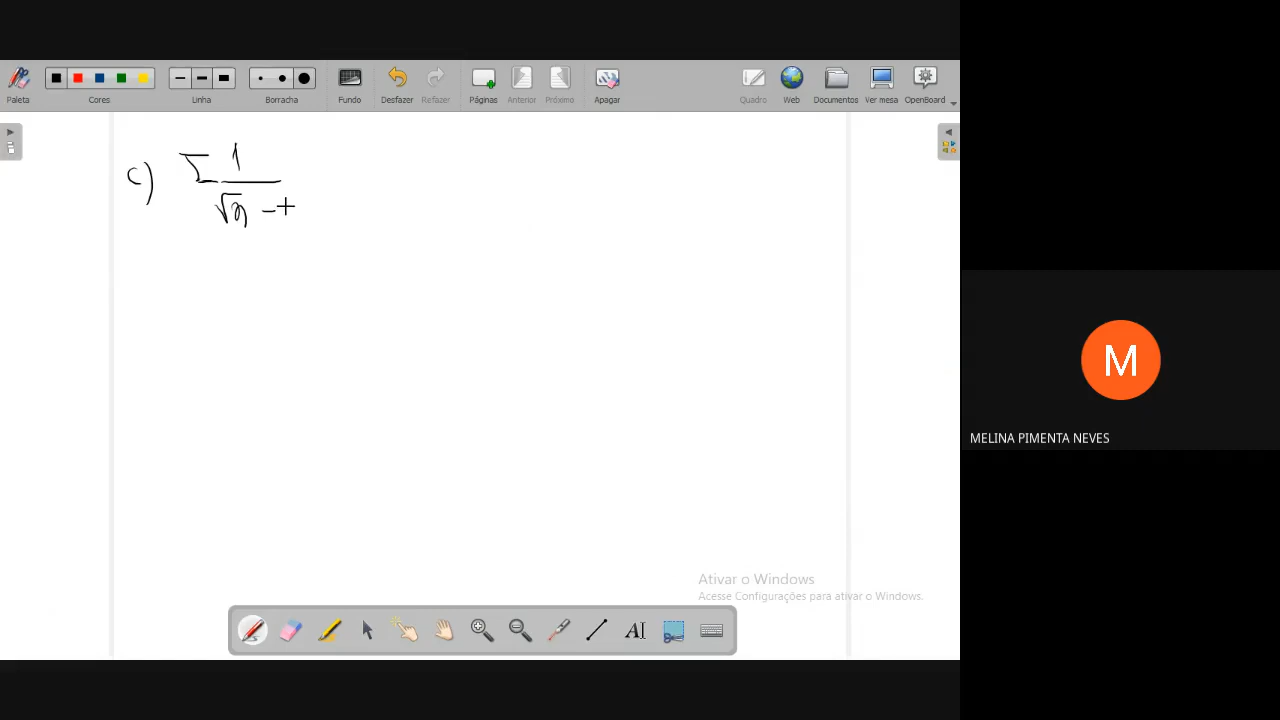 Paleta Cores Linha Borracha Fundo Desfazer Refazer Páginas Anterior Próximo Apagar Quadro Web Documentos Ver mesa OpenBoard
c) Σ 1
√n - +
M
MELINA PIMENTA NEVES
Ativar o Windows
Acesse Configurações para ativar o Windows.
AI